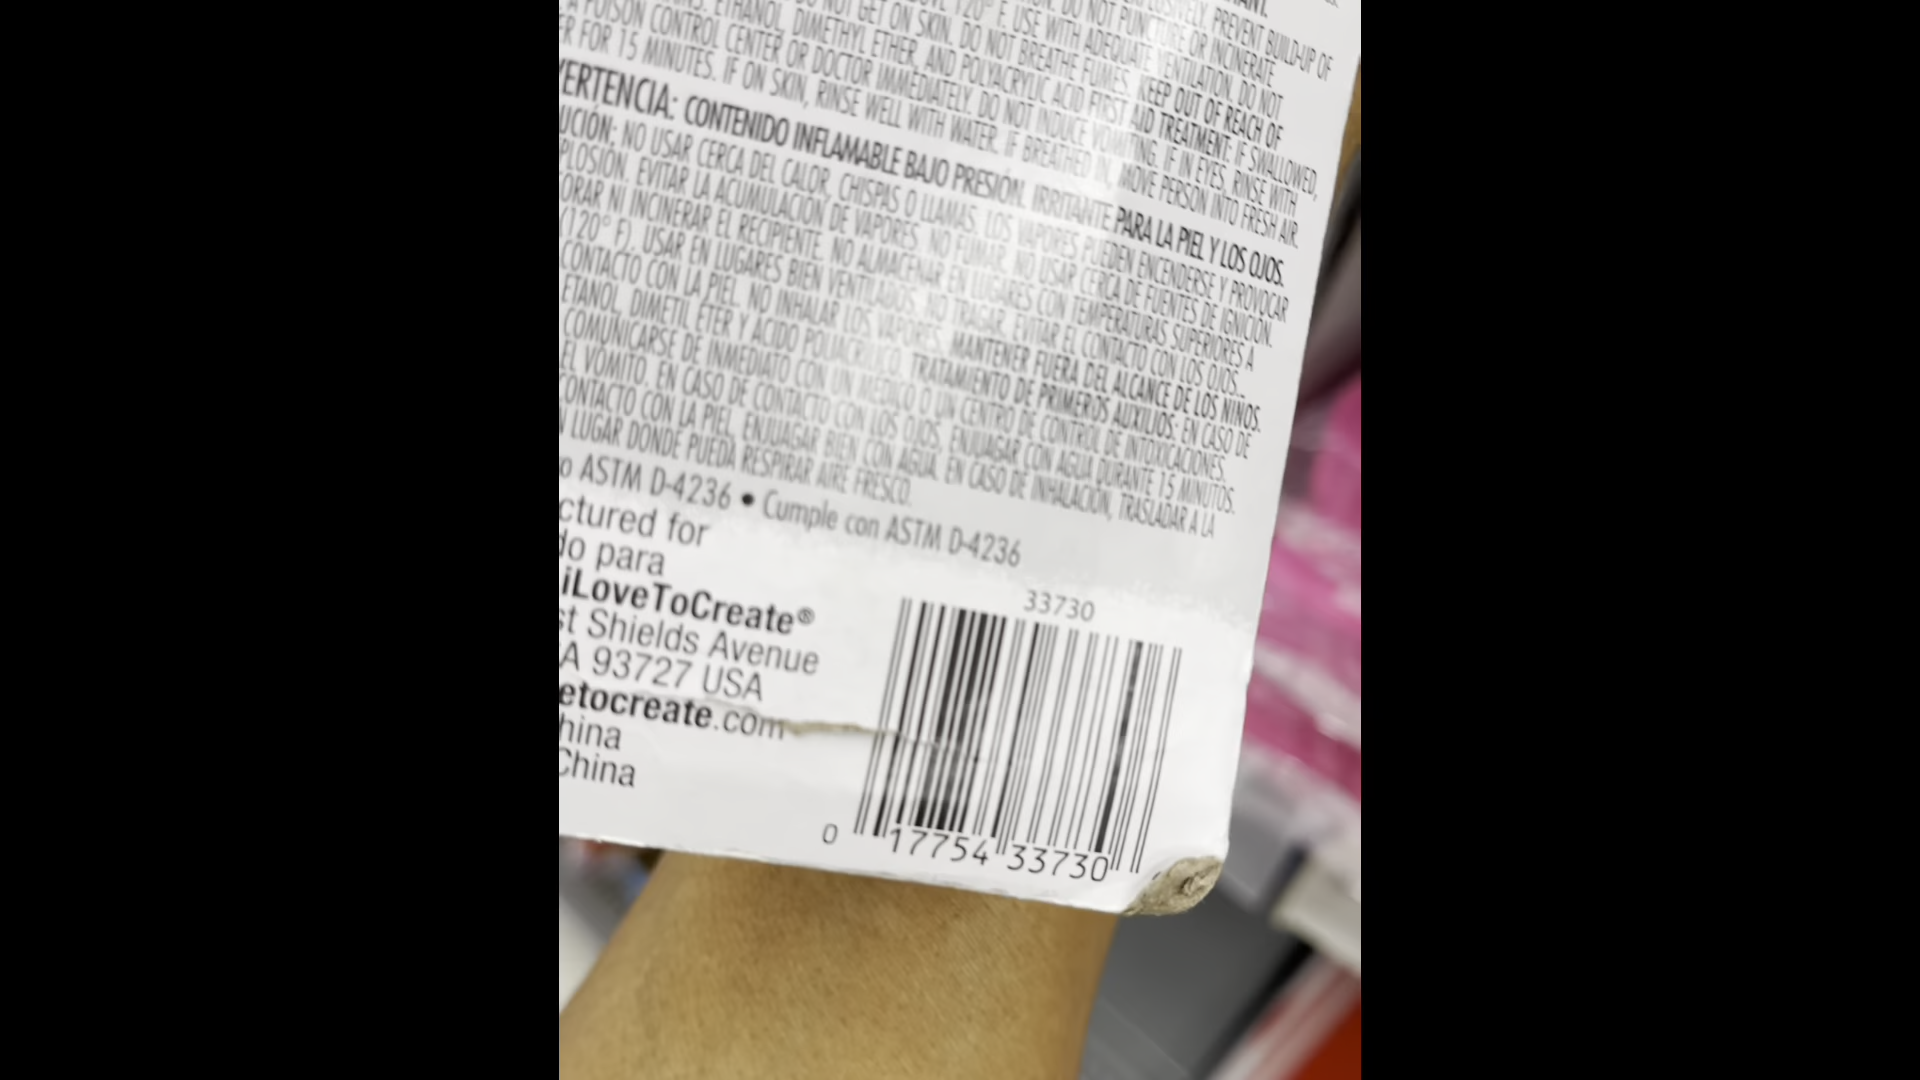 LUSIVELY. PREVENT BUILD-UP OF
DO NOT PUNCTURE OR INCINERATE
120° F. USE WITH ADEQUATE VENTILATION. DO NOT
NOT GET ON SKIN. DO NOT BREATHE FUMES. KEEP OUT OF REACH OF
ETHANOL, DIMETHYL ETHER, AND POLYACRYLIC ACID FIRST AID TREATMENT: IF SWALLOWED,
POISON CONTROL CENTER OR DOCTOR IMMEDIATELY. DO NOT INDUCE VOMITING. IF IN EYES, RINSE WITH
ER FOR 15 MINUTES. IF ON SKIN, RINSE WELL WITH WATER. IF BREATHED IN, MOVE PERSON INTO FRESH AIR.
VERTENCIA: CONTENIDO INFLAMABLE BAJO PRESIÓN. IRRITANTE PARA LA PIEL Y LOS OJOS.
UCIÓN: NO USAR CERCA DEL CALOR, CHISPAS O LLAMAS. LOS VAPORES PUEDEN ENCENDERSE Y PROVOCAR
PLOSIÓN. EVITAR LA ACUMULACIÓN DE VAPORES. NO FUMAR. NO USAR CERCA DE FUENTES DE IGNICIÓN.
ORAR NI INCINERAR EL RECIPIENTE. NO ALMACENAR EN LUGARES CON TEMPERATURAS SUPERIORES A
(120° F). USAR EN LUGARES BIEN VENTILADOS. NO TRAGAR. EVITAR EL CONTACTO CON LOS OJOS.
CONTACTO CON LA PIEL. NO INHALAR LOS VAPORES. MANTENER FUERA DEL ALCANCE DE LOS NIÑOS.
ETANOL, DIMETIL ÉTER Y ÁCIDO POLIACRÍLICO. TRATAMIENTO DE PRIMEROS AUXILIOS: EN CASO DE
COMUNICARSE DE INMEDIATO CON UN MÉDICO O UN CENTRO DE CONTROL DE INTOXICACIONES.
EL VÓMITO. EN CASO DE CONTACTO CON LOS OJOS, ENJUAGAR CON AGUA DURANTE 15 MINUTOS.
CONTACTO CON LA PIEL, ENJUAGAR BIEN CON AGUA. EN CASO DE INHALACIÓN, TRASLADAR A LA
N LUGAR DONDE PUEDA RESPIRAR AIRE FRESCO.
o ASTM D-4236 • Cumple con ASTM D-4236
ctured for
do para
iLoveToCreate®
st Shields Avenue
A 93727 USA
etocreate.com
hina
China
33730
0 17754 33730